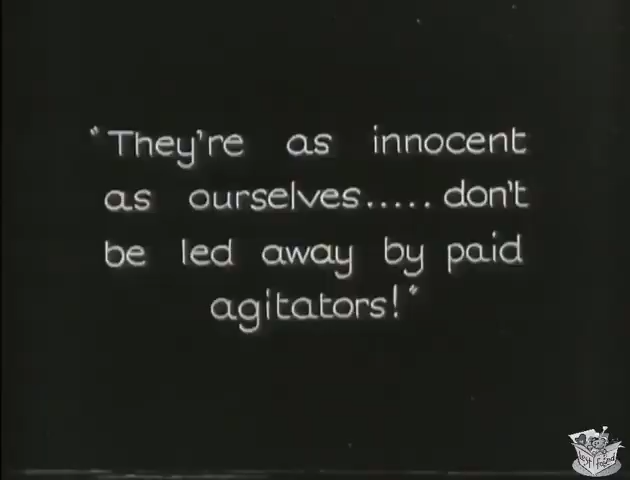 "They're as innocent
as ourselves..... don't
be led away by paid
agitators!"